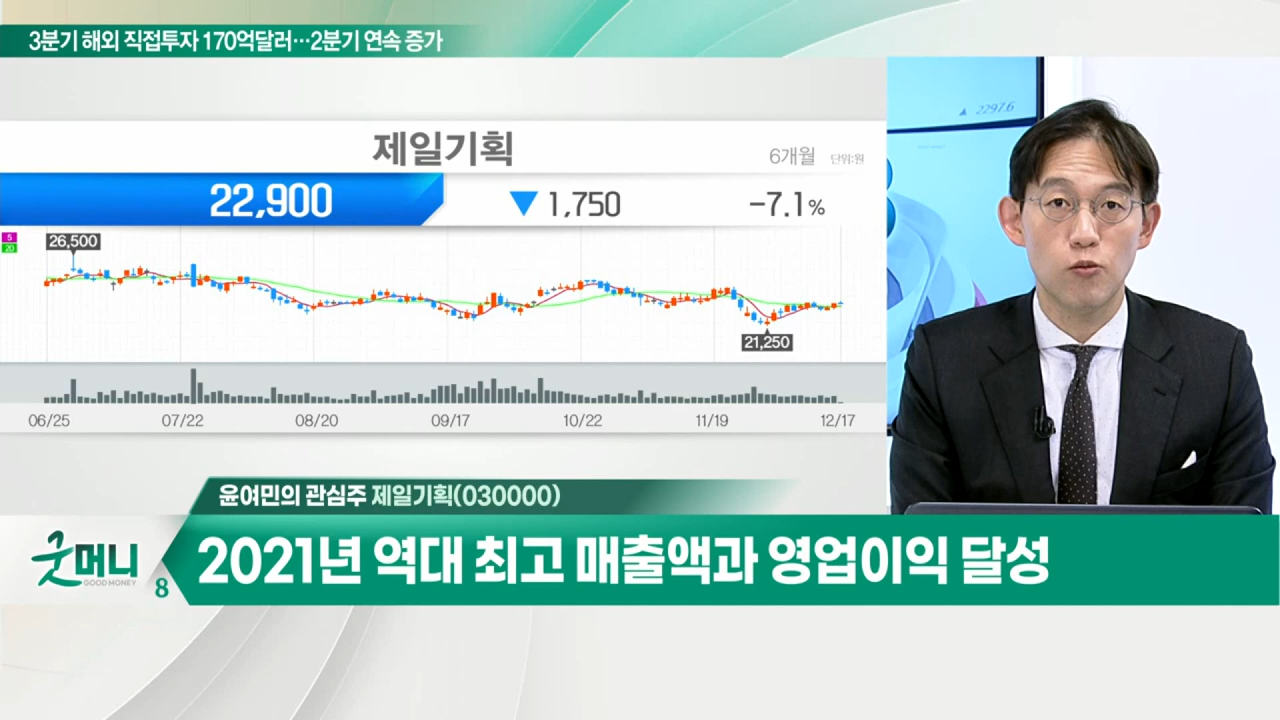 3분기 해외 직접투자 170억달러…2분기 연속 증가
▲ 2297.6
제일기획
6개월 단위:원
22,900 ▼ 1,750 -7.1%
5
20
26,500
21,250
06/25 07/22 08/20 09/17 10/22 11/19 12/17
윤여민의 관심주 제일기획(030000)
굿머니
GOOD MONEY
8
2021년 역대 최고 매출액과 영업이익 달성